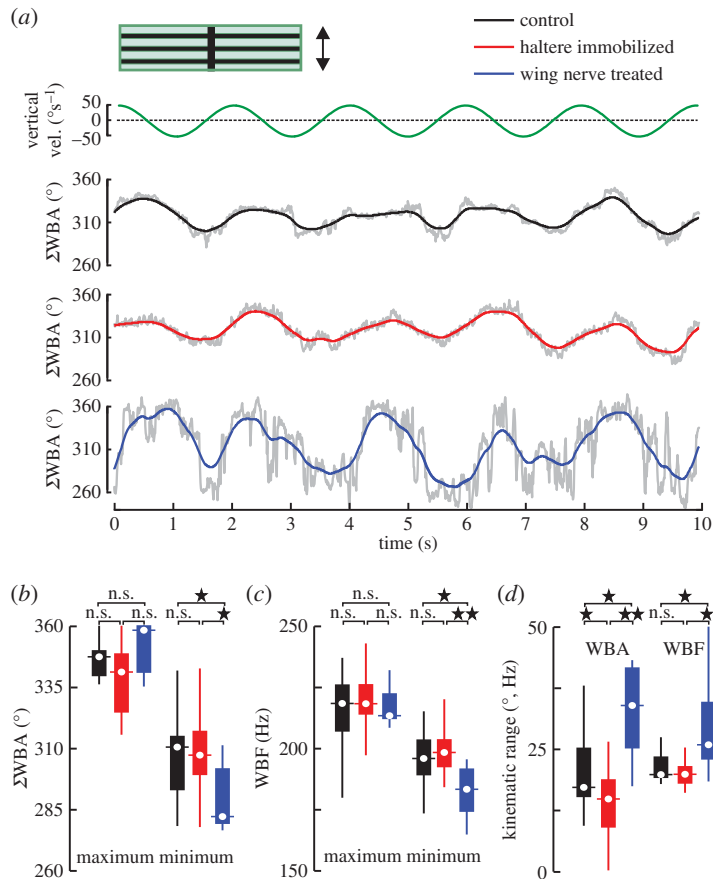 (a)
control
haltere immobilized
wing nerve treated
vertical
vel. (°s⁻¹)
50
0
−50
ΣWBA (°)
360
310
260
ΣWBA (°)
360
310
260
ΣWBA (°)
360
310
260
0 1 2 3 4 5 6 7 8 9 10
time (s)
(b)
n.s.
★
n.s. n.s. n.s. ★
ΣWBA (°)
360
335
310
285
260
maximum minimum
(c)
n.s.
★
n.s. n.s. n.s. ★★
WBF (Hz)
250
200
150
maximum minimum
(d)
★ ★
★ ★★ n.s. ★
WBA WBF
kinematic range (°, Hz)
50
25
0